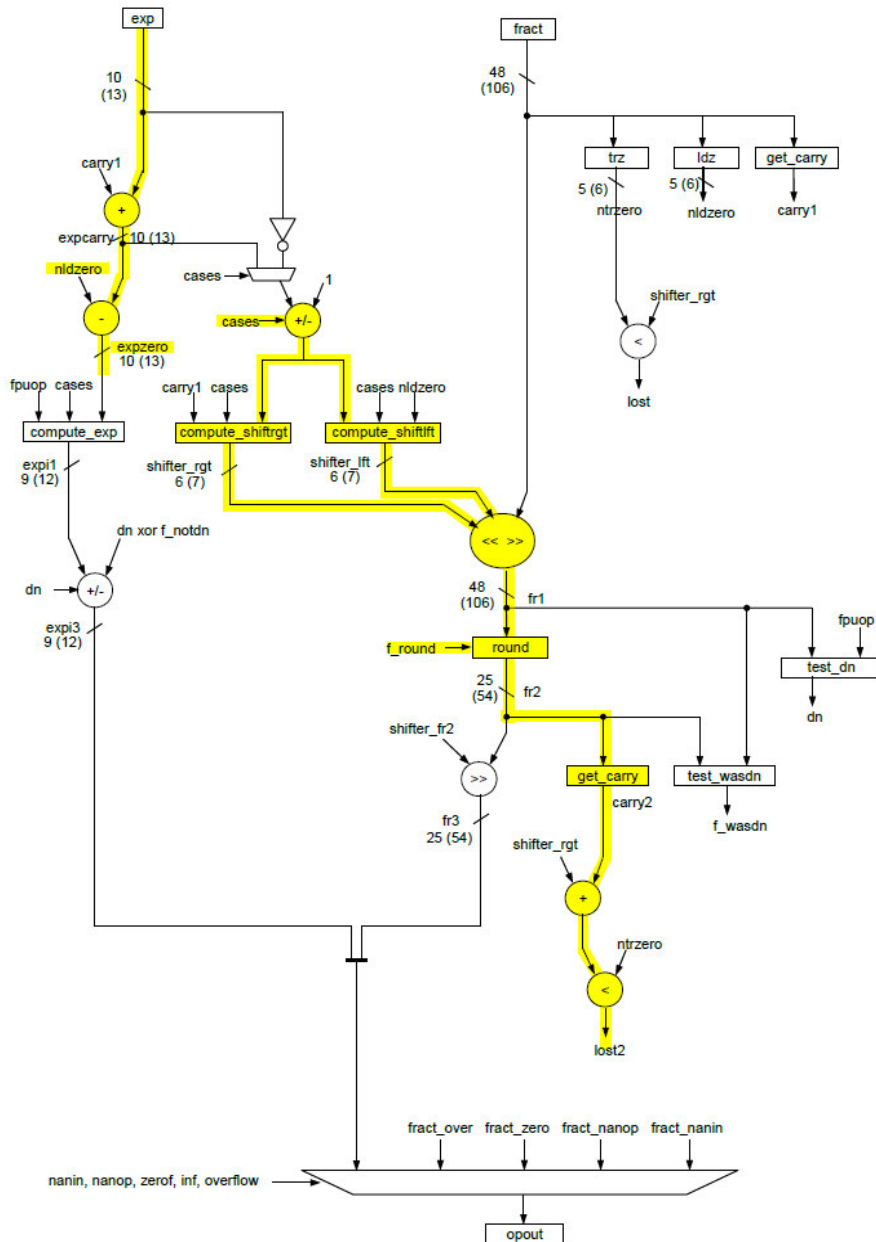 exp
fract
10
(13)
48
(106)
carry1
trz
ldz
get_carry
5 (6)
5 (6)
ntrzero
nldzero
carry1
+
expcarry
10 (13)
nldzero
cases
1
shifter_rgt
-
cases
+/-
<
expzero
10 (13)
lost
fpuop
cases
carry1
cases
cases
nldzero
compute_exp
compute_shiftrgt
compute_shiftlft
expi1
9 (12)
shifter_rgt
6 (7)
shifter_lft
6 (7)
dn xor f_notdn
<< >>
dn
+/-
48
(106)
fr1
fpuop
expi3
9 (12)
f_round
round
test_dn
25
(54)
fr2
dn
shifter_fr2
>>
get_carry
test_wasdn
carry2
f_wasdn
fr3
25 (54)
shifter_rgt
+
ntrzero
<
lost2
fract_over
fract_zero
fract_nanop
fract_nanin
nanin, nanop, zerof, inf, overflow
opout